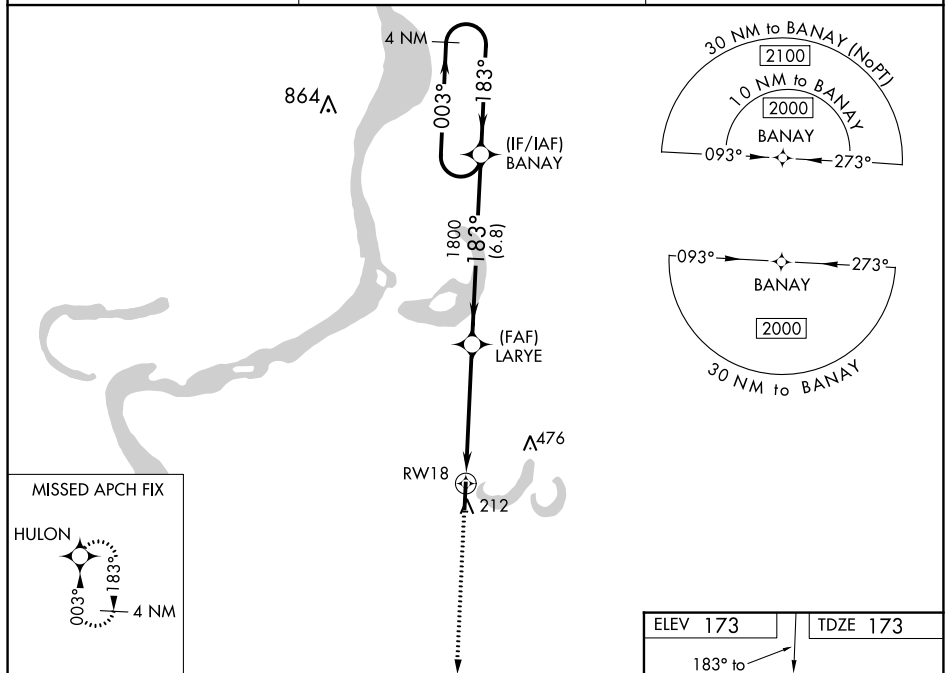 4 NM
003°
183°
864
(IF/IAF)
BANAY
1800
183°
(6.8)
(FAF)
LARYE
476
RW18
212
30 NM to BANAY (NoPT)
2100
10 NM to BANAY
2000
BANAY
093°
273°
093°
273°
BANAY
2000
30 NM to BANAY
MISSED APCH FIX
HULON
003°
183°
4 NM
ELEV 173
TDZE 173
183° to